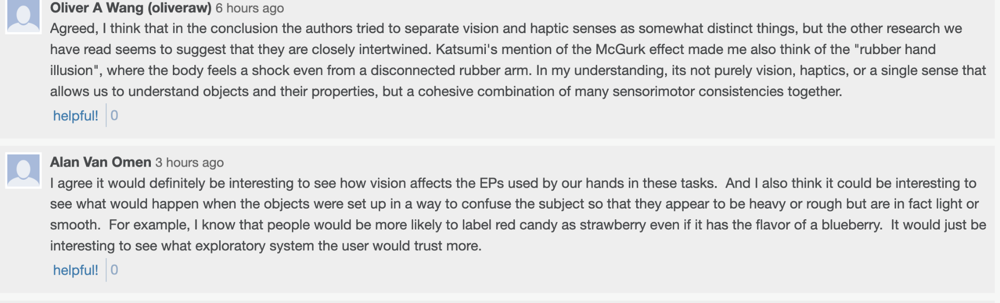 Oliver A Wang (oliveraw) 6 hours ago
Agreed, I think that in the conclusion the authors tried to separate vision and haptic senses as somewhat distinct things, but the other research we
have read seems to suggest that they are closely intertwined. Katsumi's mention of the McGurk effect made me also think of the "rubber hand
illusion", where the body feels a shock even from a disconnected rubber arm. In my understanding, its not purely vision, haptics, or a single sense that
allows us to understand objects and their properties, but a cohesive combination of many sensorimotor consistencies together.
helpful! 0
Alan Van Omen 3 hours ago
I agree it would definitely be interesting to see how vision affects the EPs used by our hands in these tasks.  And I also think it could be interesting to
see what would happen when the objects were set up in a way to confuse the subject so that they appear to be heavy or rough but are in fact light or
smooth.  For example, I know that people would be more likely to label red candy as strawberry even if it has the flavor of a blueberry.  It would just be
interesting to see what exploratory system the user would trust more.
helpful! 0